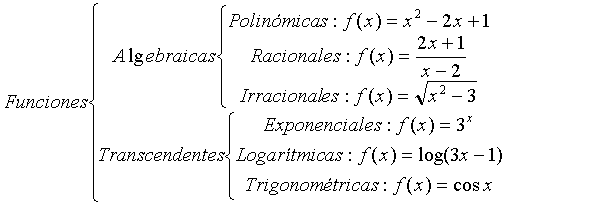 Polinómicas : f(x) = x² − 2x + 1
Algebraicas
Racionales : f(x) = (2x + 1)/(x − 2)
Irracionales : f(x) = √(x² − 3)
Funciones
Exponenciales : f(x) = 3ˣ
Transcendentes
Logarítmicas : f(x) = log(3x − 1)
Trigonométricas : f(x) = cos x